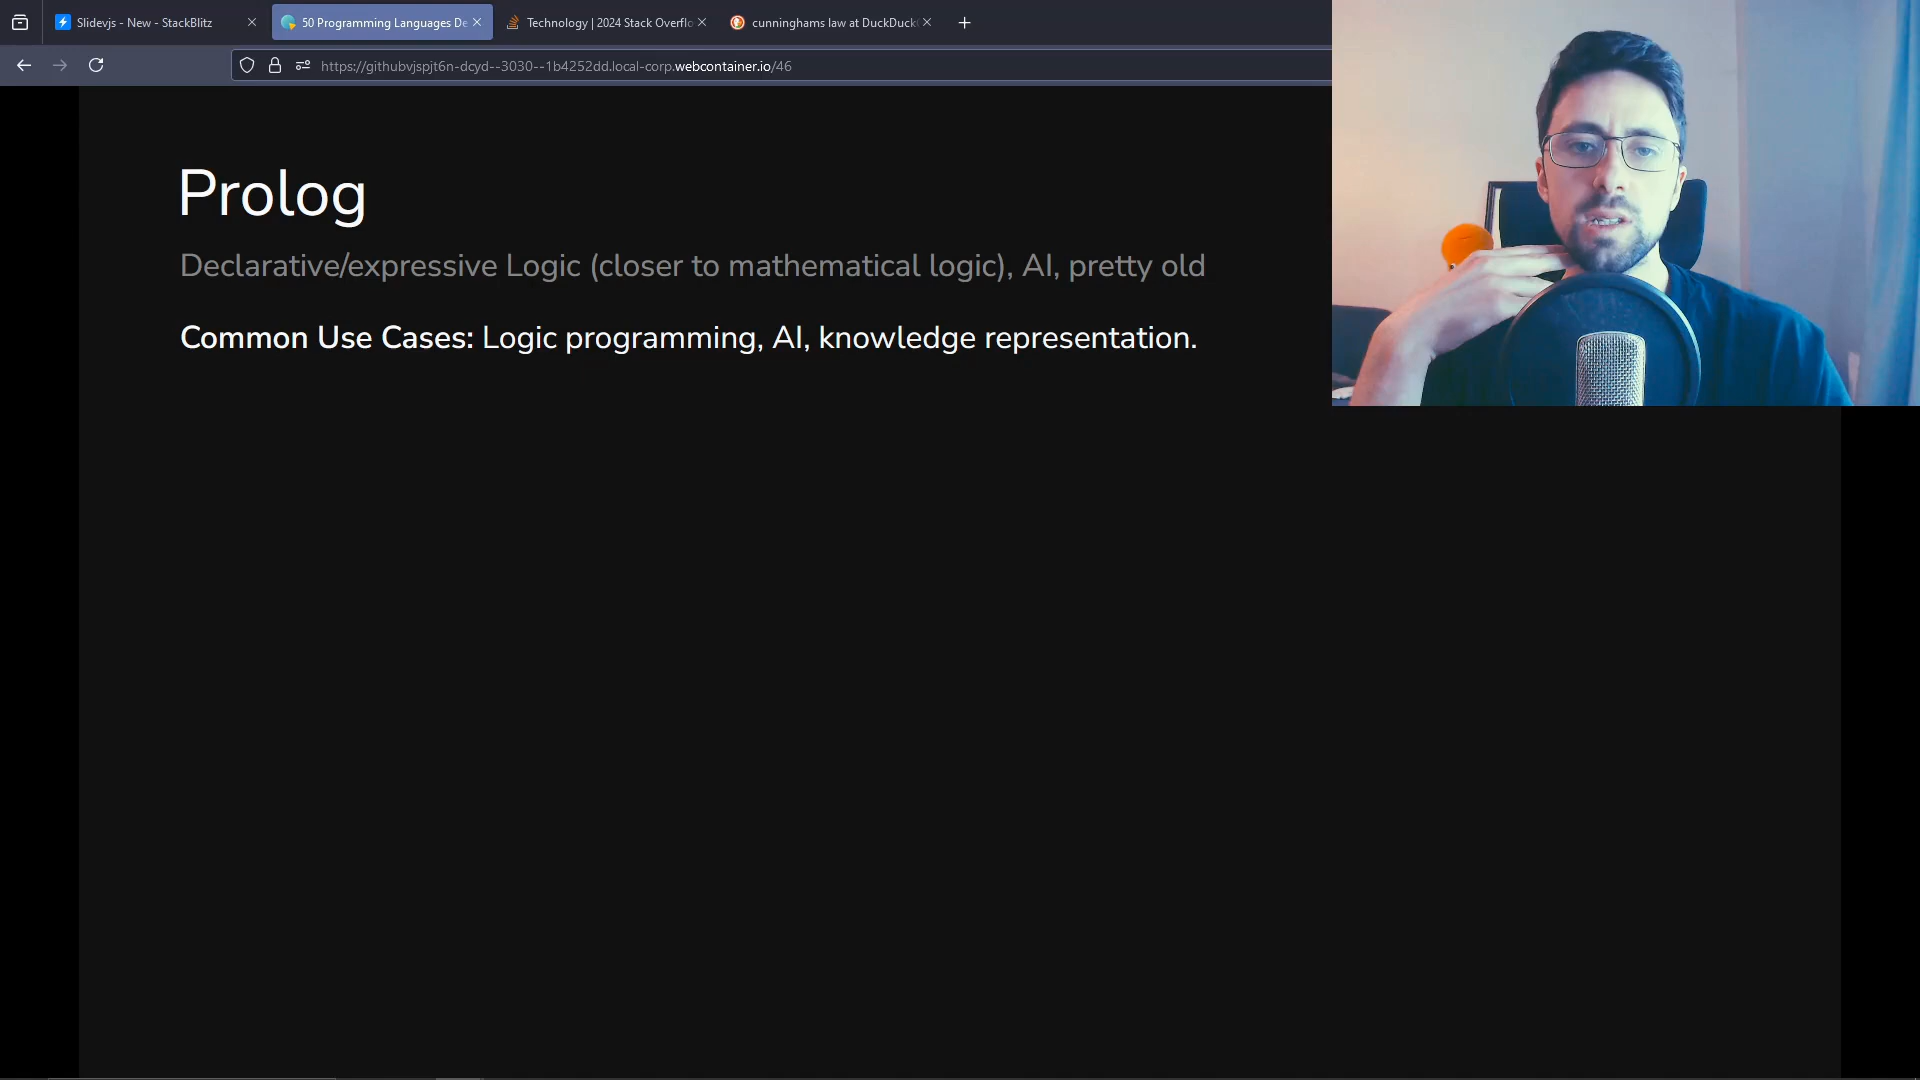 Slidevjs - New - StackBlitz
50 Programming Languages De
Technology | 2024 Stack Overflo
cunninghams law at DuckDuck
https://githubvjspjt6n-dcyd--3030--1b4252dd.local-corp.webcontainer.io/46
Prolog
Declarative/expressive Logic (closer to mathematical logic), AI, pretty old
Common Use Cases: Logic programming, AI, knowledge representation.